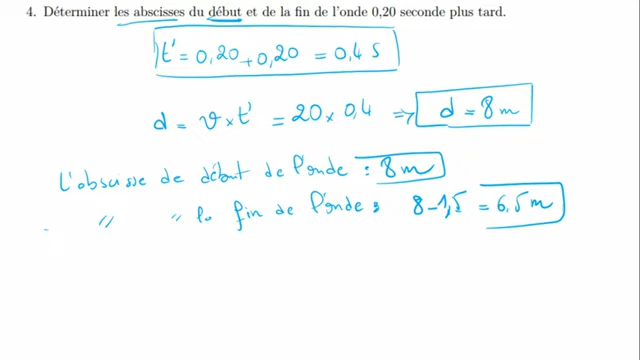 4. Déterminer les abscisses du début et de la fin de l'onde 0,20 seconde plus tard.
t' = 0,20 + 0,20 = 0,4 s
d = v × t' = 20 × 0,4 ⇒ d = 8 m
L'abscisse de début de l'onde : 8 m
" " la fin de l'onde : 8 - 1,5 = 6,5 m